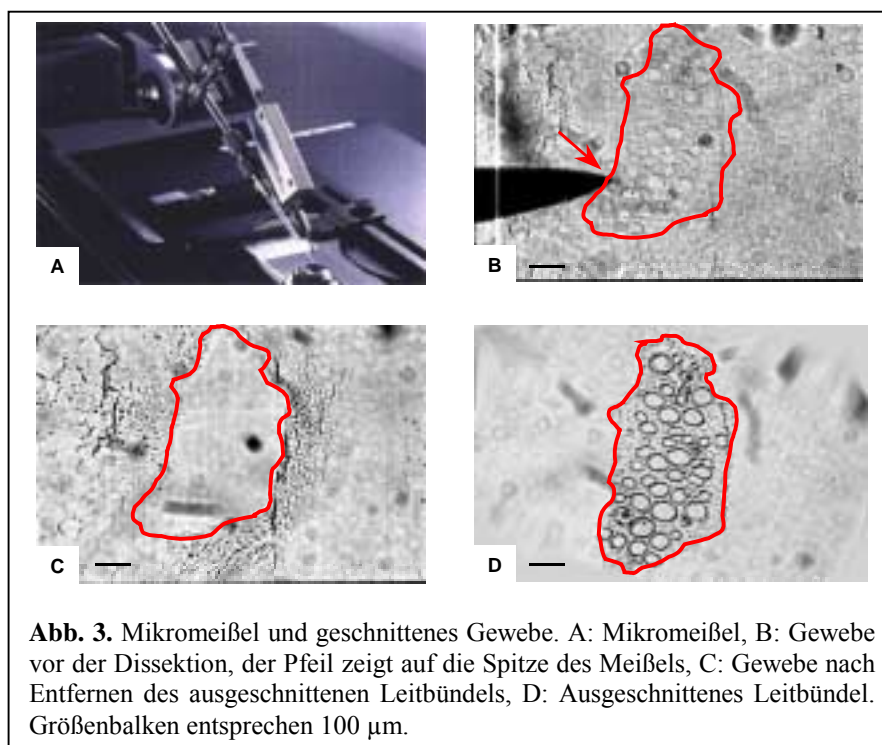 A
B
C
D
Abb. 3. Mikromeißel und geschnittenes Gewebe. A: Mikromeißel, B: Gewebe
vor der Dissektion, der Pfeil zeigt auf die Spitze des Meißels, C: Gewebe nach
Entfernen des ausgeschnittenen Leitbündels, D: Ausgeschnittenes Leitbündel.
Größenbalken entsprechen 100 µm.